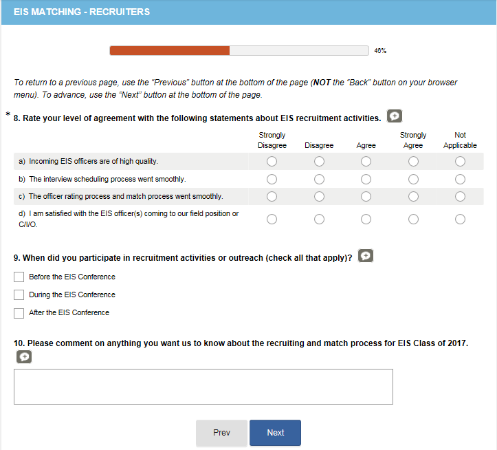 EIS MATCHING - RECRUITERS
46%
To return to a previous page, use the "Previous" button at the bottom of the page (NOT the "Back" button on your browser
menu). To advance, use the "Next" button at the bottom of the page.
* 8. Rate your level of agreement with the following statements about EIS recruitment activities.
Strongly Disagree Disagree Agree Strongly Agree Not Applicable
a) Incoming EIS officers are of high quality.
b) The interview scheduling process went smoothly.
c) The officer rating process and match process went smoothly.
d) I am satisfied with the EIS officer(s) coming to our field position or
C/I/O.
9. When did you participate in recruitment activities or outreach (check all that apply)?
Before the EIS Conference
During the EIS Conference
After the EIS Conference
10. Please comment on anything you want us to know about the recruiting and match process for EIS Class of 2017.
Prev Next